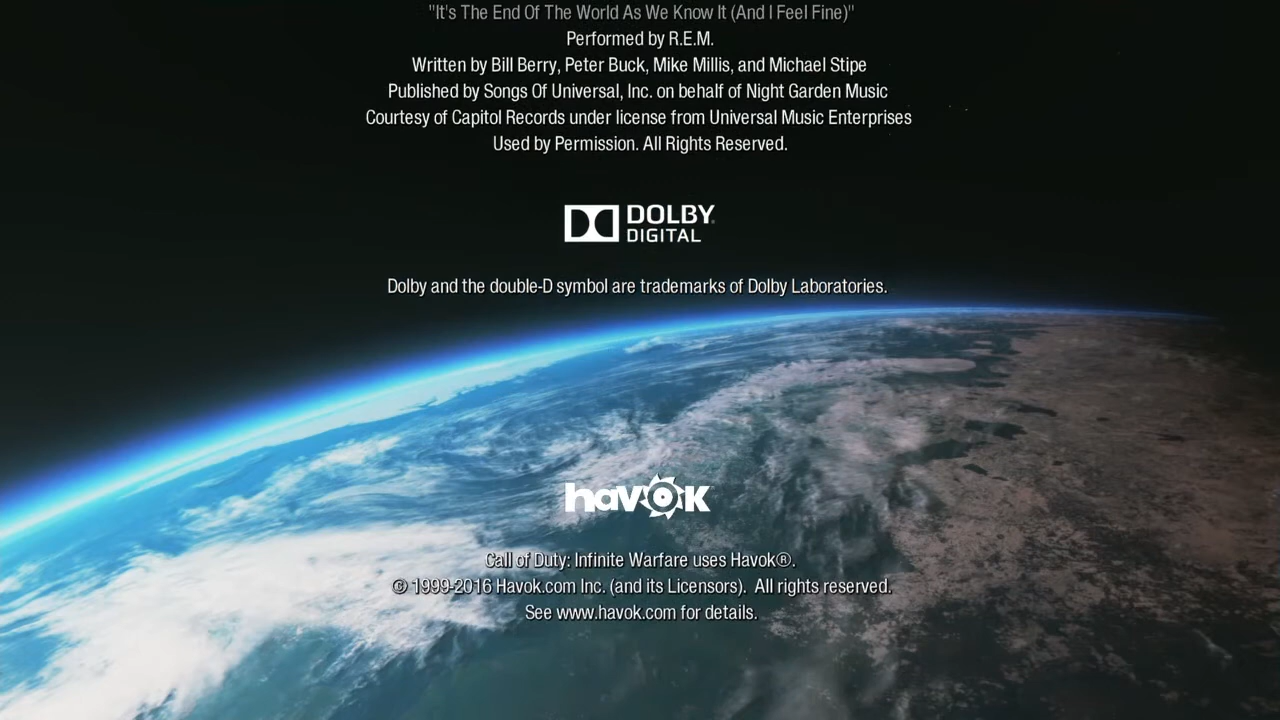 "It's The End Of The World As We Know It (And I Feel Fine)"
Performed by R.E.M.
Written by Bill Berry, Peter Buck, Mike Millis, and Michael Stipe
Published by Songs Of Universal, Inc. on behalf of Night Garden Music
Courtesy of Capitol Records under license from Universal Music Enterprises
Used by Permission. All Rights Reserved.
DOLBY
DIGITAL
Dolby and the double-D symbol are trademarks of Dolby Laboratories.
havok
Call of Duty: Infinite Warfare uses Havok®.
© 1999-2016 Havok.com Inc. (and its Licensors).  All rights reserved.
See www.havok.com for details.